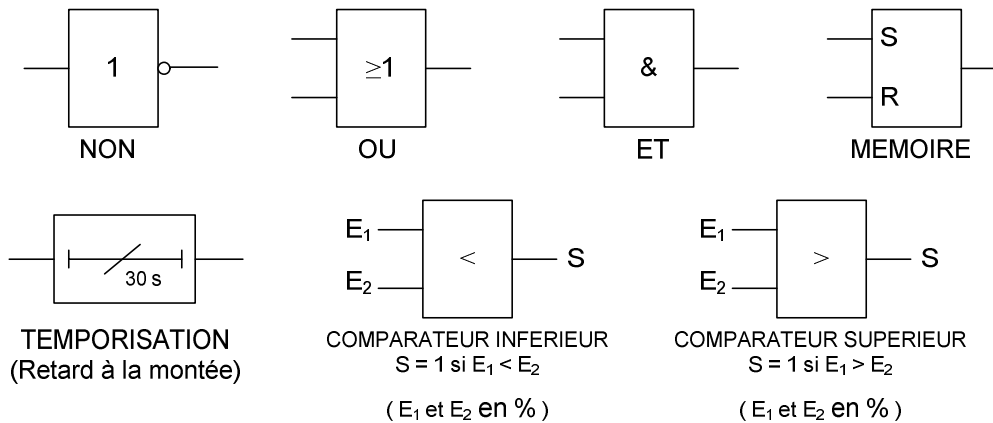 1
≥1
&
S
R
NON
OU
ET
MEMOIRE
30 s
TEMPORISATION
(Retard à la montée)
E₁
E₂
<
S
COMPARATEUR INFERIEUR
S = 1 si E₁ < E₂
( E₁ et E₂ en % )
E₁
E₂
>
S
COMPARATEUR SUPERIEUR
S = 1 si E₁ > E₂
( E₁ et E₂ en % )